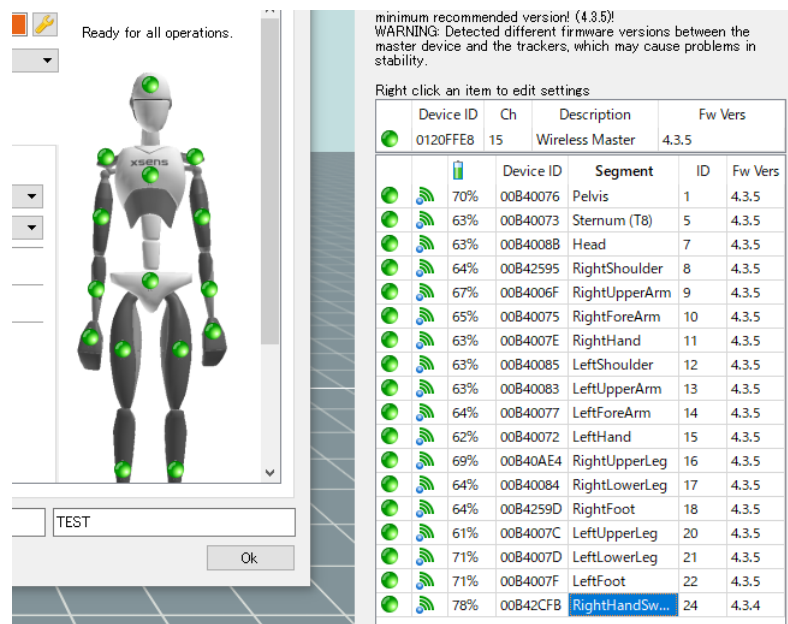 Ready for all operations.
xsens
TEST
Ok
minimum recommended version! (4.3.5)!
WARNING: Detected different firmware versions between the
master device and the trackers, which may cause problems in
stability.
Right click an item to edit settings
Device ID Ch Description Fw Vers
0120FFE8 15 Wireless Master 4.3.5
Device ID Segment ID Fw Vers
70% 00B40076 Pelvis 1 4.3.5
63% 00B40073 Sternum (T8) 5 4.3.5
63% 00B4008B Head 7 4.3.5
64% 00B42595 RightShoulder 8 4.3.5
67% 00B4006F RightUpperArm 9 4.3.5
65% 00B40075 RightForeArm 10 4.3.5
63% 00B4007E RightHand 11 4.3.5
63% 00B40085 LeftShoulder 12 4.3.5
63% 00B40083 LeftUpperArm 13 4.3.5
64% 00B40077 LeftForeArm 14 4.3.5
62% 00B40072 LeftHand 15 4.3.5
69% 00B40AE4 RightUpperLeg 16 4.3.5
64% 00B40084 RightLowerLeg 17 4.3.5
64% 00B4259D RightFoot 18 4.3.5
61% 00B4007C LeftUpperLeg 20 4.3.5
71% 00B4007D LeftLowerLeg 21 4.3.5
71% 00B4007F LeftFoot 22 4.3.5
78% 00B42CFB RightHandSw... 24 4.3.4